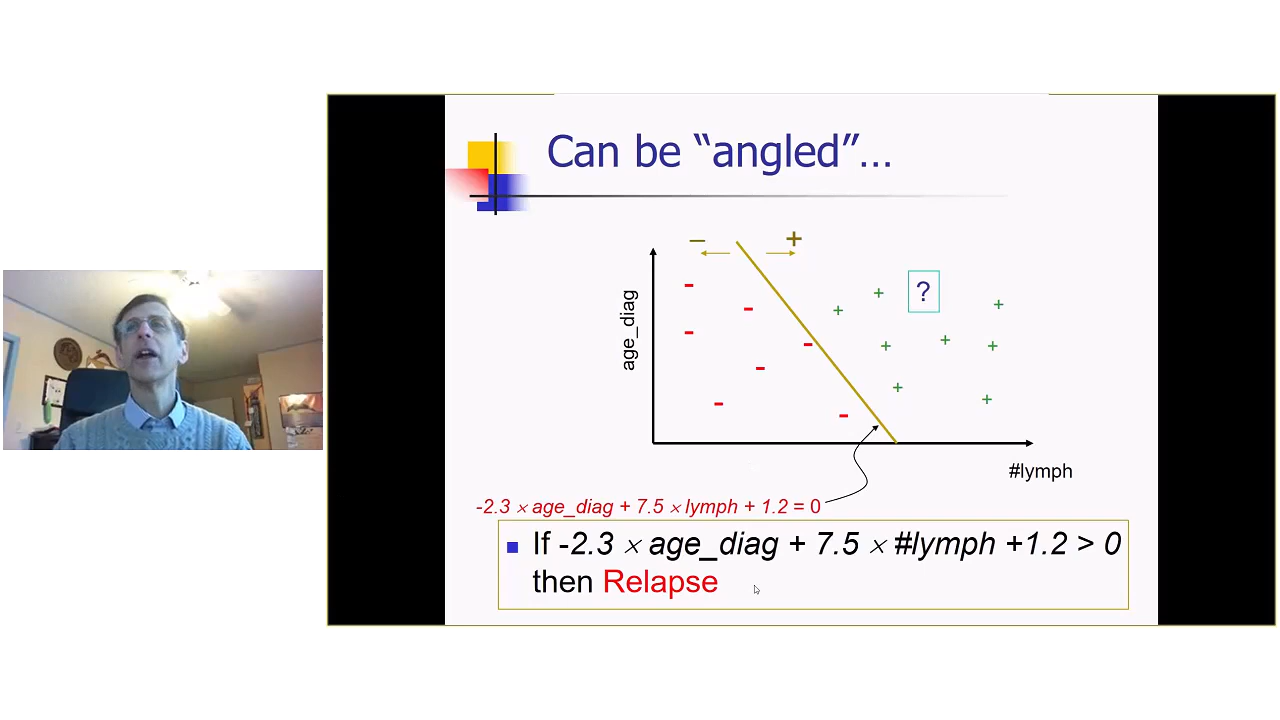 Can be “angled”…
– +
?
age_diag
#lymph
-2.3 × age_diag + 7.5 × lymph + 1.2 = 0
If -2.3 × age_diag + 7.5 × #lymph +1.2 > 0
then Relapse